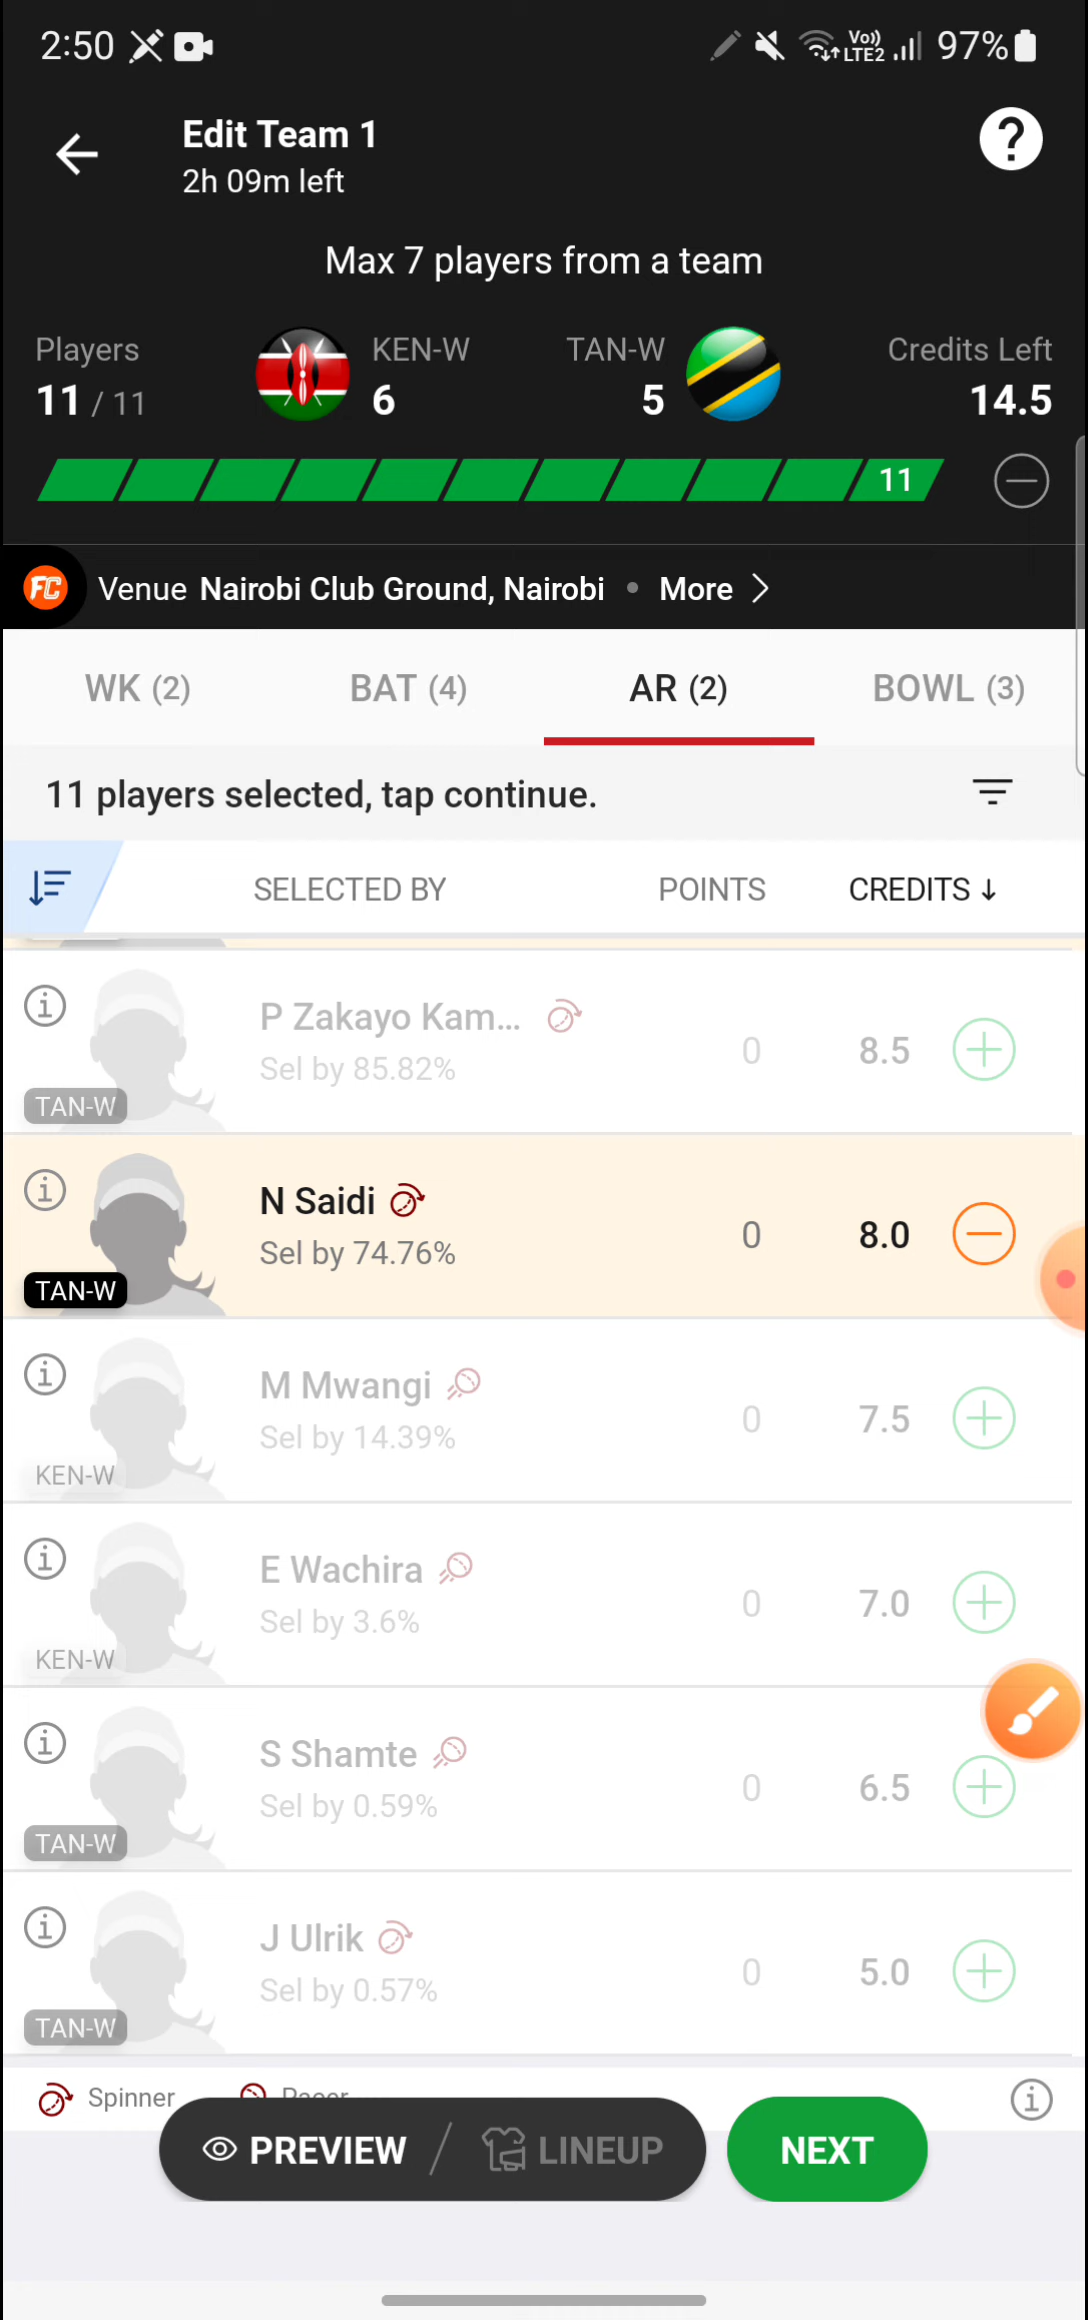 2:50 Vo)) LTE2 97%
Edit Team 1
2h 09m left
Max 7 players from a team
Players KEN-W TAN-W Credits Left
11 / 11 6 5 14.5
11
FC Venue Nairobi Club Ground, Nairobi • More
WK (2) BAT (4) AR (2) BOWL (3)
11 players selected, tap continue.
SELECTED BY POINTS CREDITS ↓
P Zakayo Kam...
Sel by 85.82% 0 8.5
TAN-W
N Saidi
Sel by 74.76% 0 8.0
TAN-W
M Mwangi
Sel by 14.39% 0 7.5
KEN-W
E Wachira
Sel by 3.6% 0 7.0
KEN-W
S Shamte
Sel by 0.59% 0 6.5
TAN-W
J Ulrik
Sel by 0.57% 0 5.0
TAN-W
Spinner Pacer
PREVIEW / LINEUP NEXT